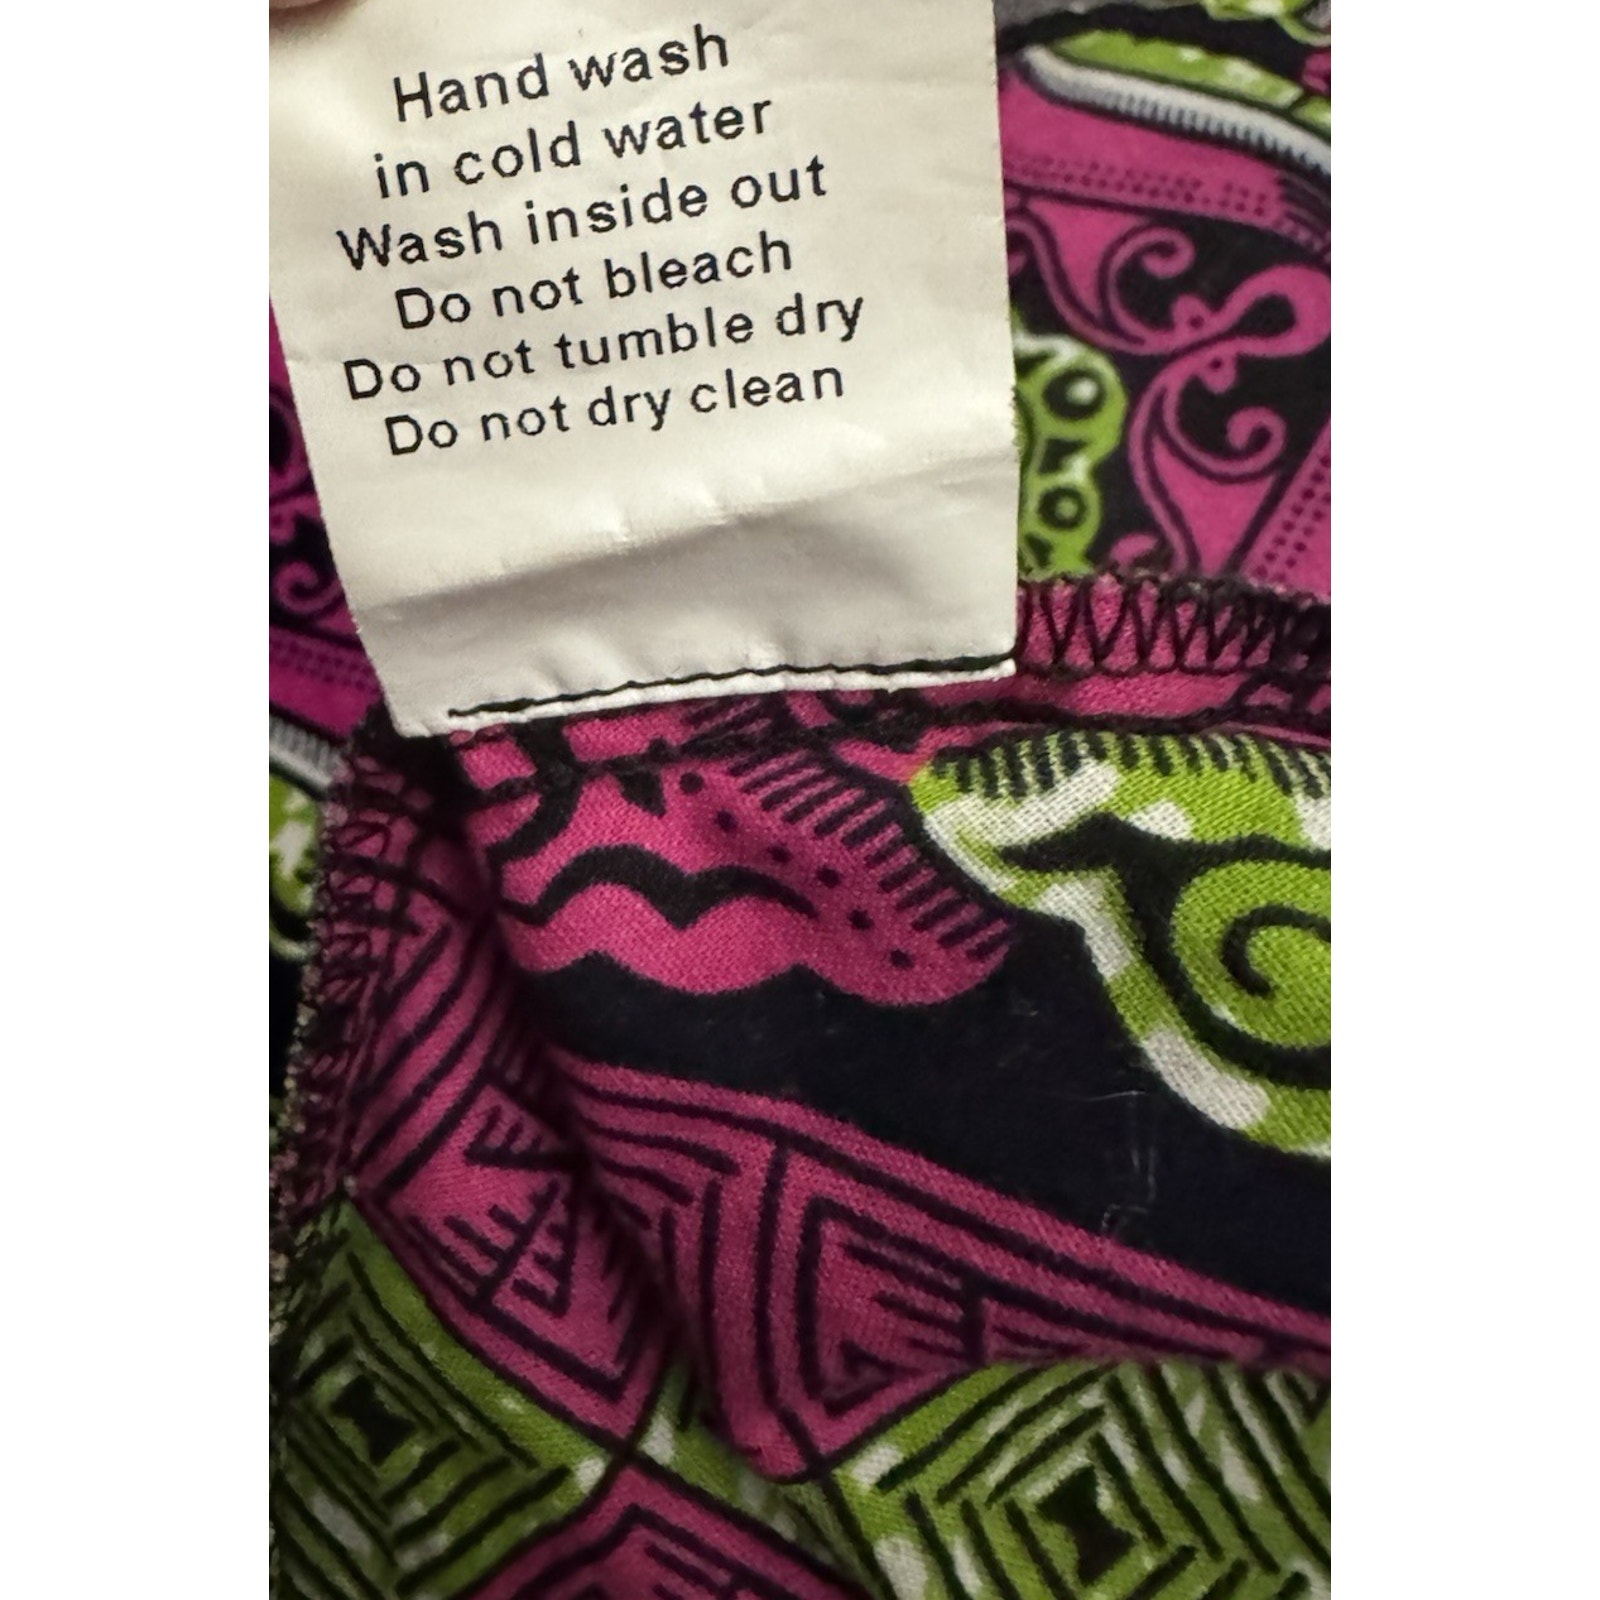 Hand wash
in cold water
Wash inside out
Do not bleach
Do not tumble dry
Do not dry clean